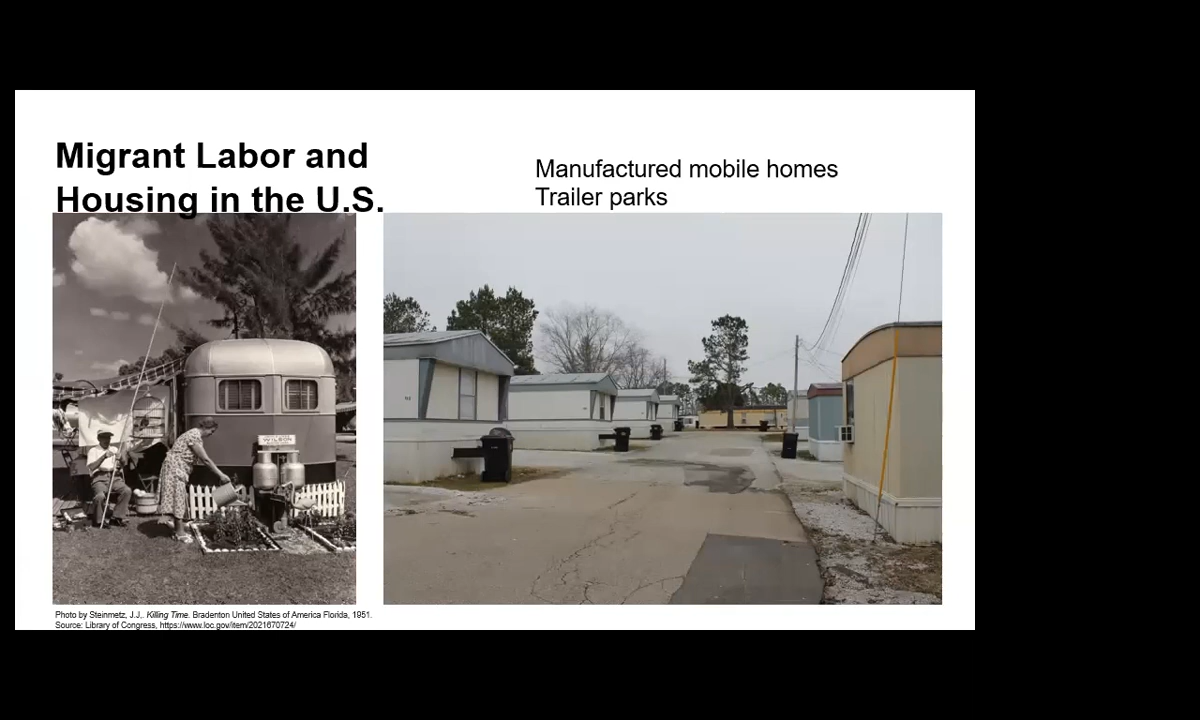 Migrant Labor and
Housing in the U.S.
Manufactured mobile homes
Trailer parks
WILSON
Photo by Steinmetz, J.J,. Killing Time. Bradenton United States of America Florida, 1951.
Source: Library of Congress, https://www.loc.gov/item/2021670724/